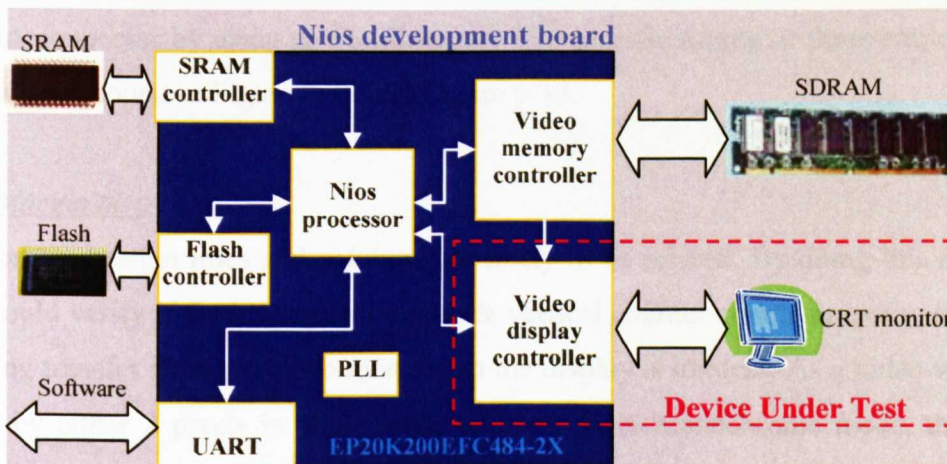 Nios development board
SRAM
SRAM
controller
SDRAM
Video
memory
controller
Nios
processor
Flash
Flash
controller
Video
display
controller
CRT monitor
PLL
Device Under Test
Software
UART
EP20K200EFC484-2X